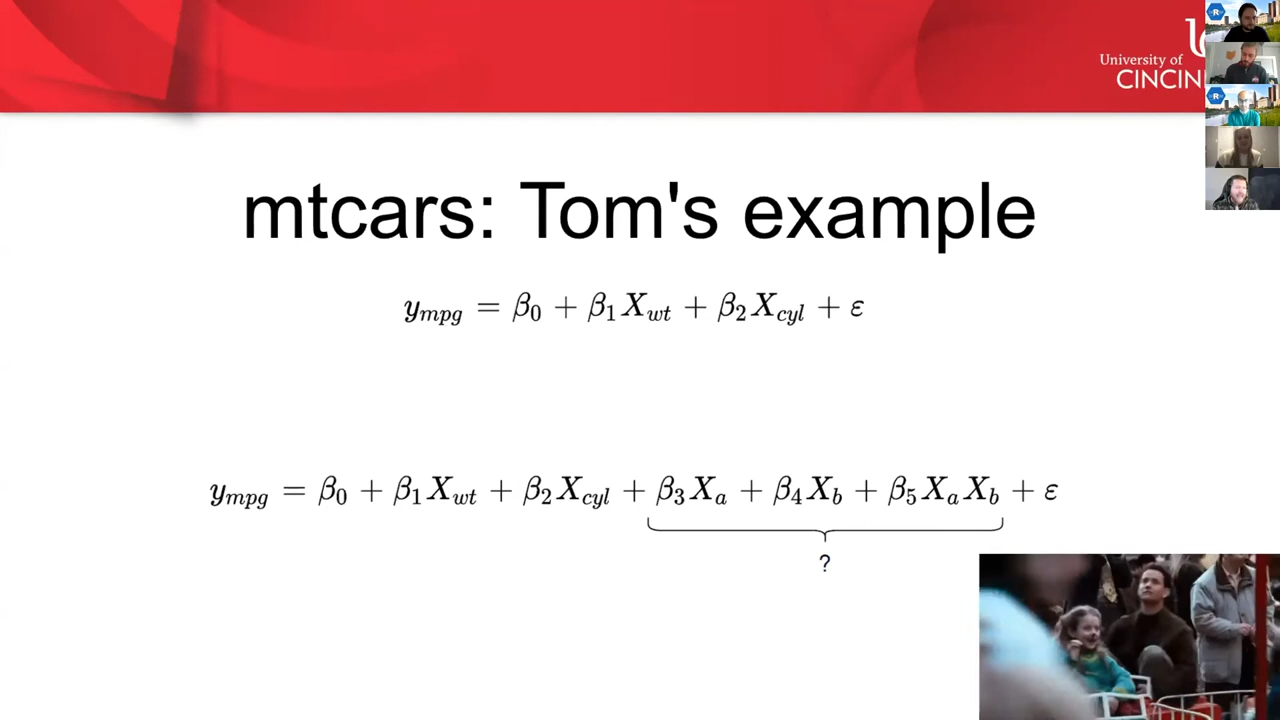 University of
CINCIN
mtcars: Tom's example
y_mpg = β₀ + β₁X_wt + β₂X_cyl + ε
y_mpg = β₀ + β₁X_wt + β₂X_cyl + β₃X_a + β₄X_b + β₅X_aX_b + ε
?